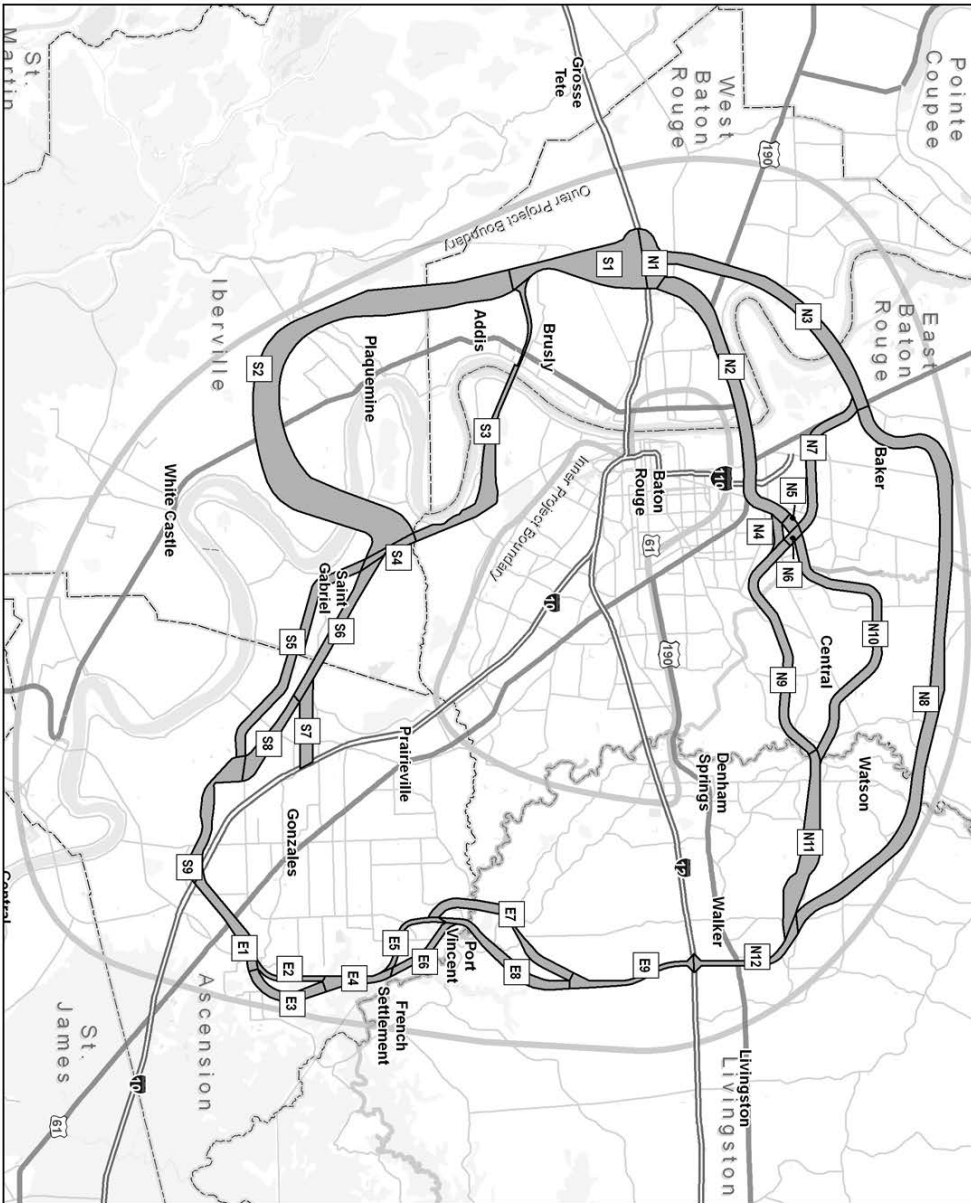 Pointe
Coupee
West
Baton
Rouge
St.
Martin
Grosse
Tete
190
East
Baton
Rouge
Outer Project Boundary
Iberville
N1
S1
N3
N2
Brusly
Addis
Plaquemine
S2
S3
White Castle
Baker
N7
N5
N4
N6
110
Baton
Rouge
61
Inner Project Boundary
10
S4
Saint
Gabriel
S5
S6
S7
S8
190
N10
Central
N9
N8
Watson
N11
Denham
Springs
Prairieville
Gonzales
12
Walker
N12
S9
E1
E2
E3
E4
E5
E6
E7
E8
E9
Port
Vincent
French
Settlement
Livingston
Livingston
Ascension
St.
James
10
61
Central